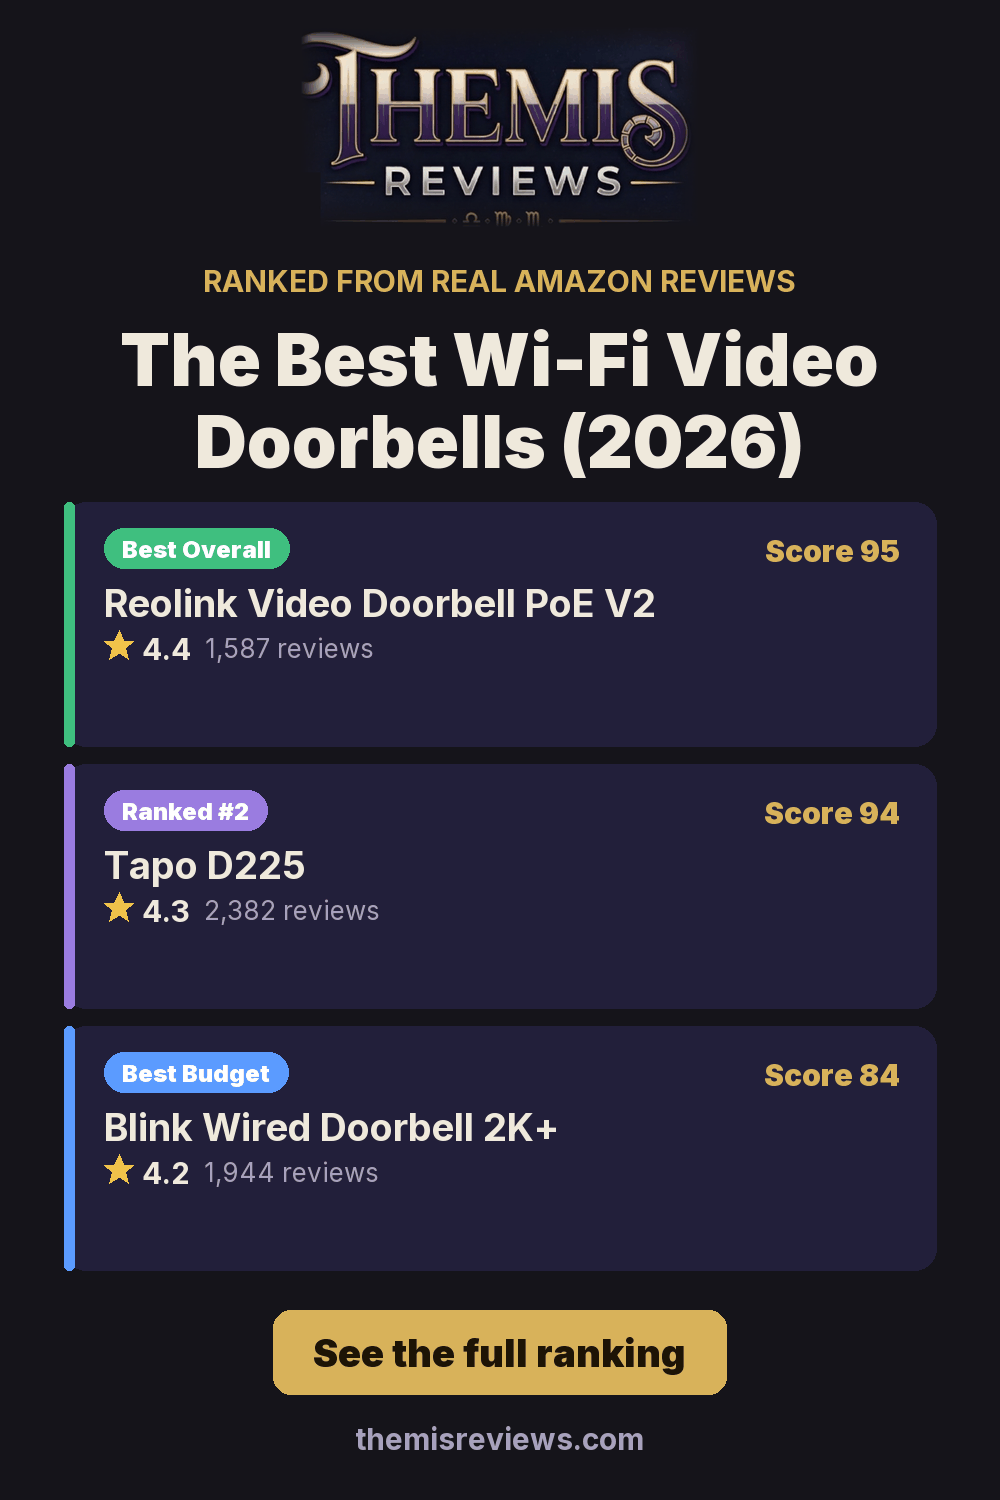 THEMIS
REVIEWS
♎ · ♍ · ♏
RANKED FROM REAL AMAZON REVIEWS
The Best Wi-Fi Video
Doorbells (2026)
Best Overall
Score 95
Reolink Video Doorbell PoE V2
4.4 1,587 reviews
Ranked #2
Score 94
Tapo D225
4.3 2,382 reviews
Best Budget
Score 84
Blink Wired Doorbell 2K+
4.2 1,944 reviews
See the full ranking
themisreviews.com